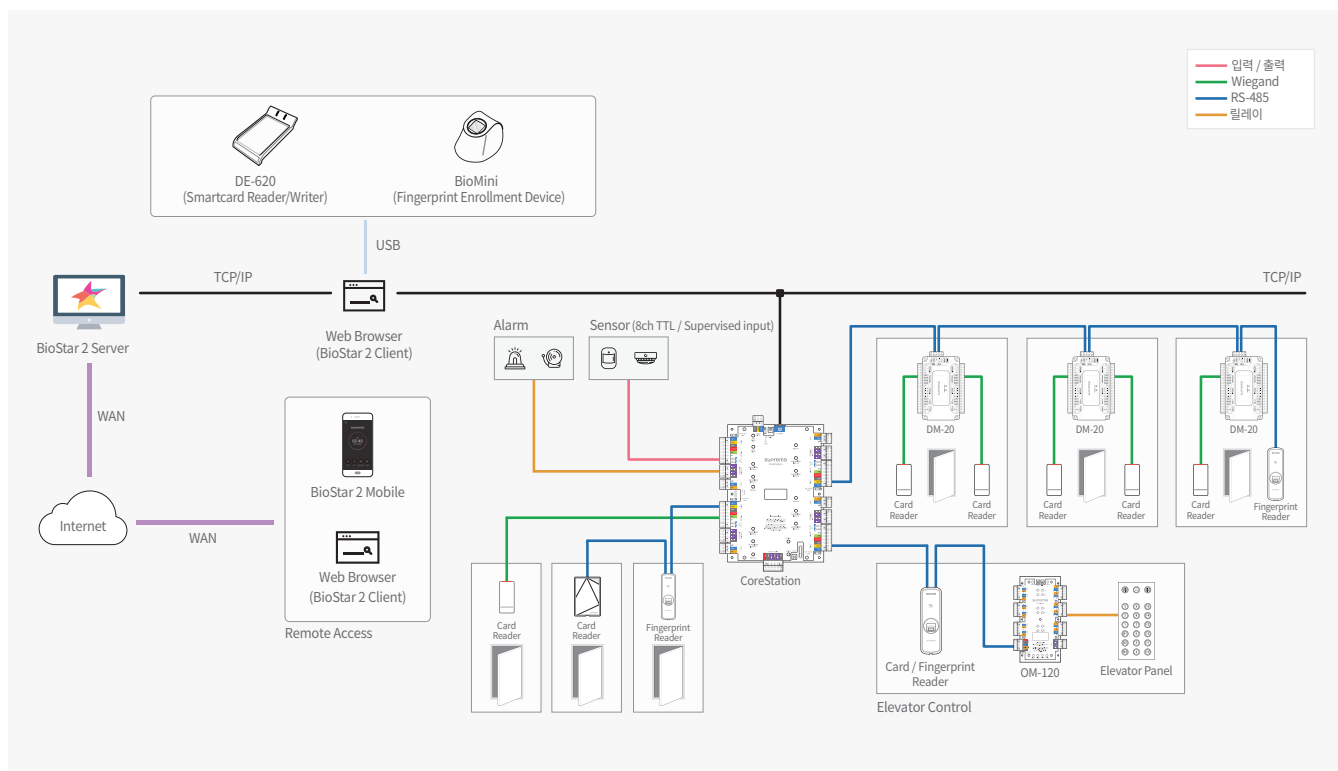 입력 / 출력
Wiegand
RS-485
릴레이
DE-620
(Smartcard Reader/Writer)
BioMini
(Fingerprint Enrollment Device)
USB
TCP/IP
TCP/IP
BioStar 2 Server
Web Browser
(BioStar 2 Client)
Alarm
Sensor (8ch TTL / Supervised input)
WAN
BioStar 2 Mobile
Internet
WAN
Web Browser
(BioStar 2 Client)
Remote Access
suprema
CoreStation
DM-20
DM-20
DM-20
Card
Reader
Card
Reader
Card
Reader
Card
Reader
Card
Reader
Fingerprint
Reader
Card
Reader
Card
Reader
Fingerprint
Reader
Card / Fingerprint
Reader
OM-120
Elevator Panel
Elevator Control